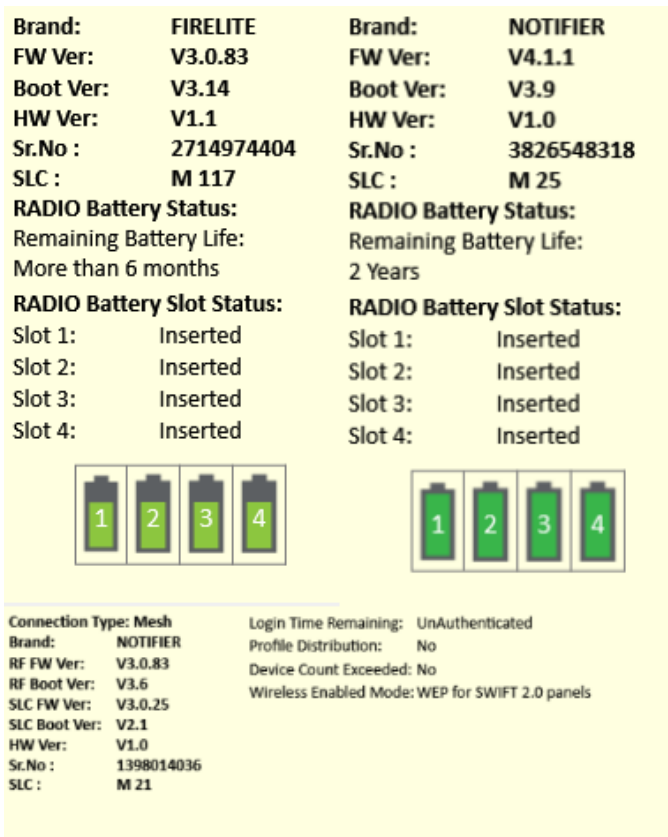 Brand: FIRELITE
FW Ver: V3.0.83
Boot Ver: V3.14
HW Ver: V1.1
Sr.No : 2714974404
SLC : M 117
RADIO Battery Status:
Remaining Battery Life:
More than 6 months
RADIO Battery Slot Status:
Slot 1: Inserted
Slot 2: Inserted
Slot 3: Inserted
Slot 4: Inserted
1 2 3 4
Brand: NOTIFIER
FW Ver: V4.1.1
Boot Ver: V3.9
HW Ver: V1.0
Sr.No : 3826548318
SLC : M 25
RADIO Battery Status:
Remaining Battery Life:
2 Years
RADIO Battery Slot Status:
Slot 1: Inserted
Slot 2: Inserted
Slot 3: Inserted
Slot 4: Inserted
1 2 3 4
Connection Type: Mesh
Brand: NOTIFIER
RF FW Ver: V3.0.83
RF Boot Ver: V3.6
SLC FW Ver: V3.0.25
SLC Boot Ver: V2.1
HW Ver: V1.0
Sr.No : 1398014036
SLC : M 21
Login Time Remaining: UnAuthenticated
Profile Distribution: No
Device Count Exceeded: No
Wireless Enabled Mode: WEP for SWIFT 2.0 panels